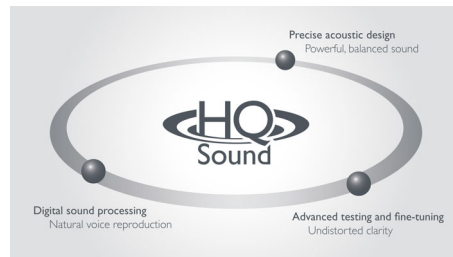 Precise acoustic design
Powerful, balanced sound
HQ
Sound
Digital sound processing
Natural voice reproduction
Advanced testing and fine-tuning
Undistorted clarity